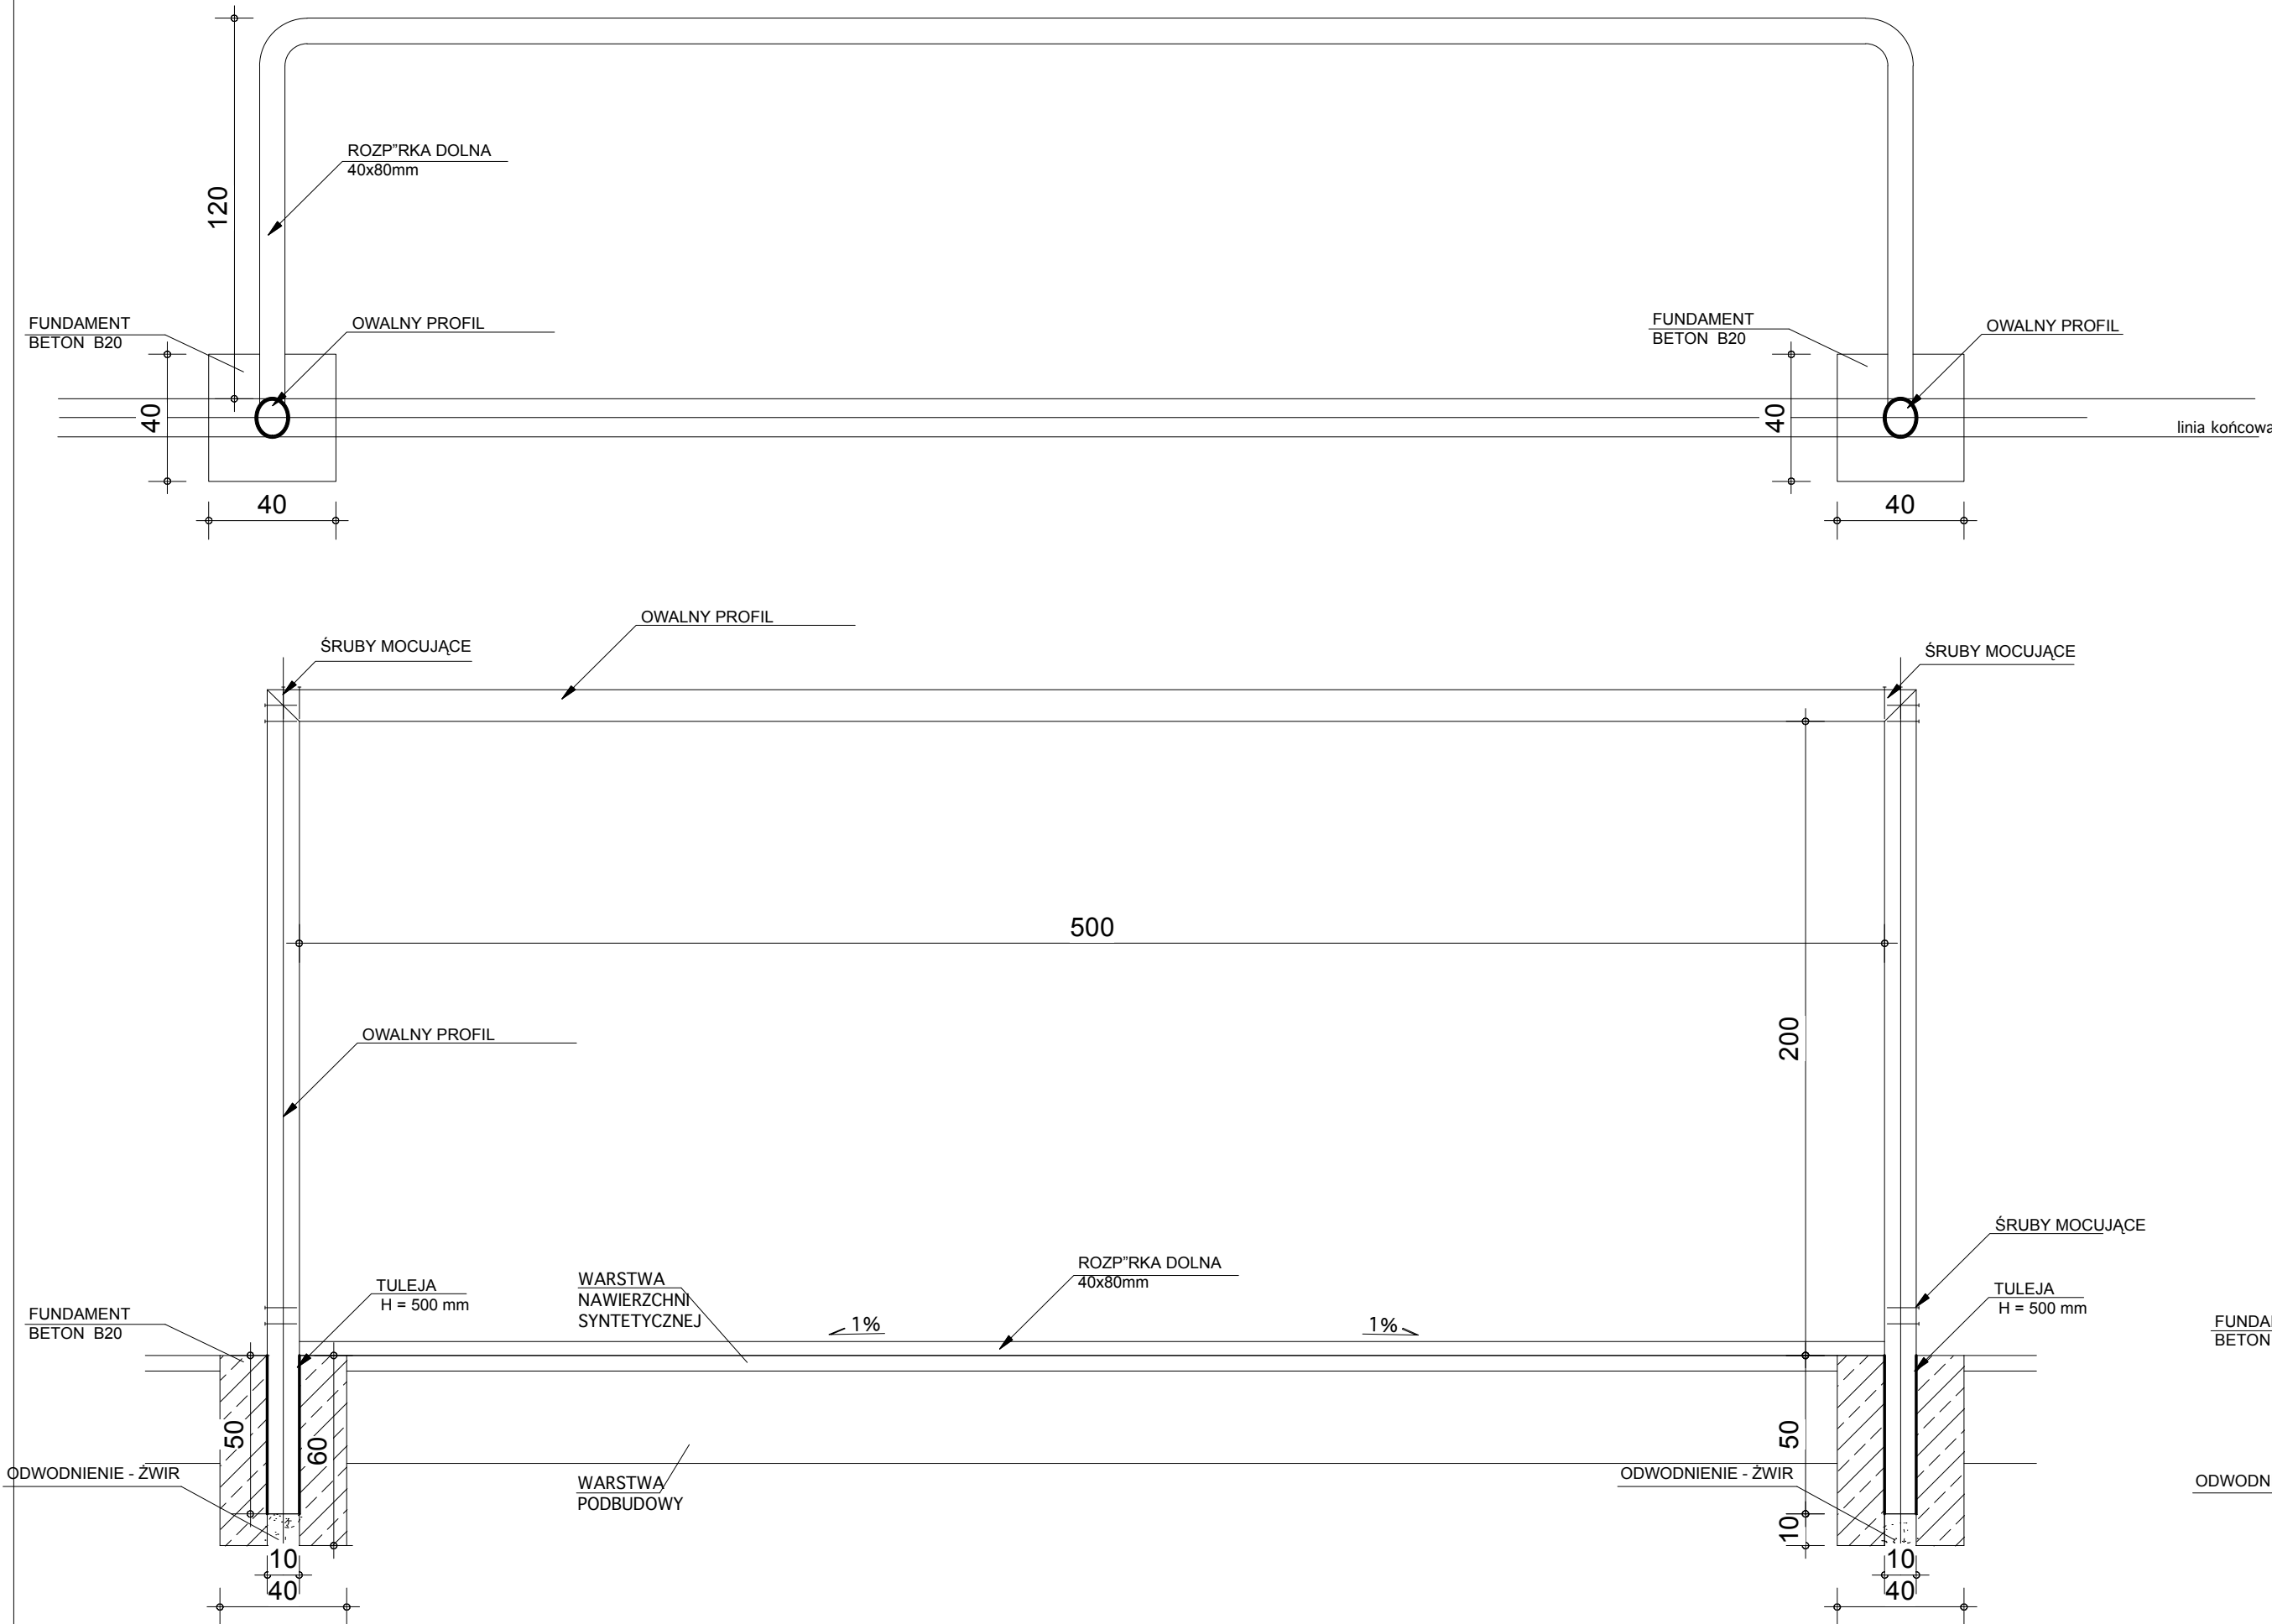 ROZP"RKA DOLNA
40x80mm
120
FUNDAMENT
BETON B20
OWALNY PROFIL
FUNDAMENT
BETON B20
OWALNY PROFIL
40
40
linia końcowa
40
40
OWALNY PROFIL
ŚRUBY MOCUJĄCE
ŚRUBY MOCUJĄCE
500
200
OWALNY PROFIL
ŚRUBY MOCUJĄCE
ROZP"RKA DOLNA
40x80mm
TULEJA
H = 500 mm
WARSTWA
NAWIERZCHNI
SYNTETYCZNEJ
TULEJA
H = 500 mm
FUNDAMENT
BETON B20
1%
1%
FUNDA
BETON
50
60
50
ODWODNIENIE - ŻWIR
WARSTWA
PODBUDOWY
ODWODNIENIE - ŻWIR
ODWODN
10
10
10
40
40